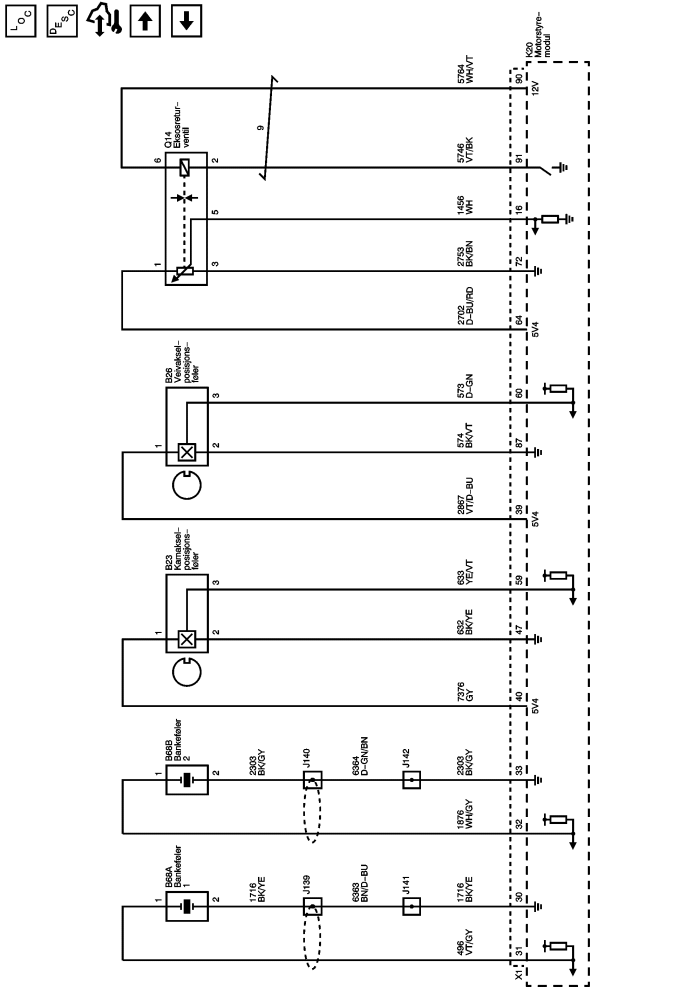 LOC
DESC
K20
Motorstyre–
modul
5764
WH/VT
90
12V
9
Q14
Eksosretur–
ventil
6
2
5746
VT/BK
91
5
1456
WH
16
1
3
2753
BK/BN
72
2702
D–BU/RD
64
5V4
B26
Veivaksel–
posisjons–
føler
3
573
D–GN
60
1
2
574
BK/VT
87
2867
VT/D–BU
39
5V4
B23
Kamaksel–
posisjons–
føler
3
633
YE/VT
59
1
2
632
BK/YE
47
7376
GY
40
5V4
B68B
Bankeføler
2
1
2
2303
BK/GY
J140
6364
D–GN/BN
J142
2303
BK/GY
33
1876
WH/GY
32
B68A
Bankeføler
1
1
2
1716
BK/YE
J139
6363
BN/D–BU
J141
1716
BK/YE
30
496
VT/GY
31
X1